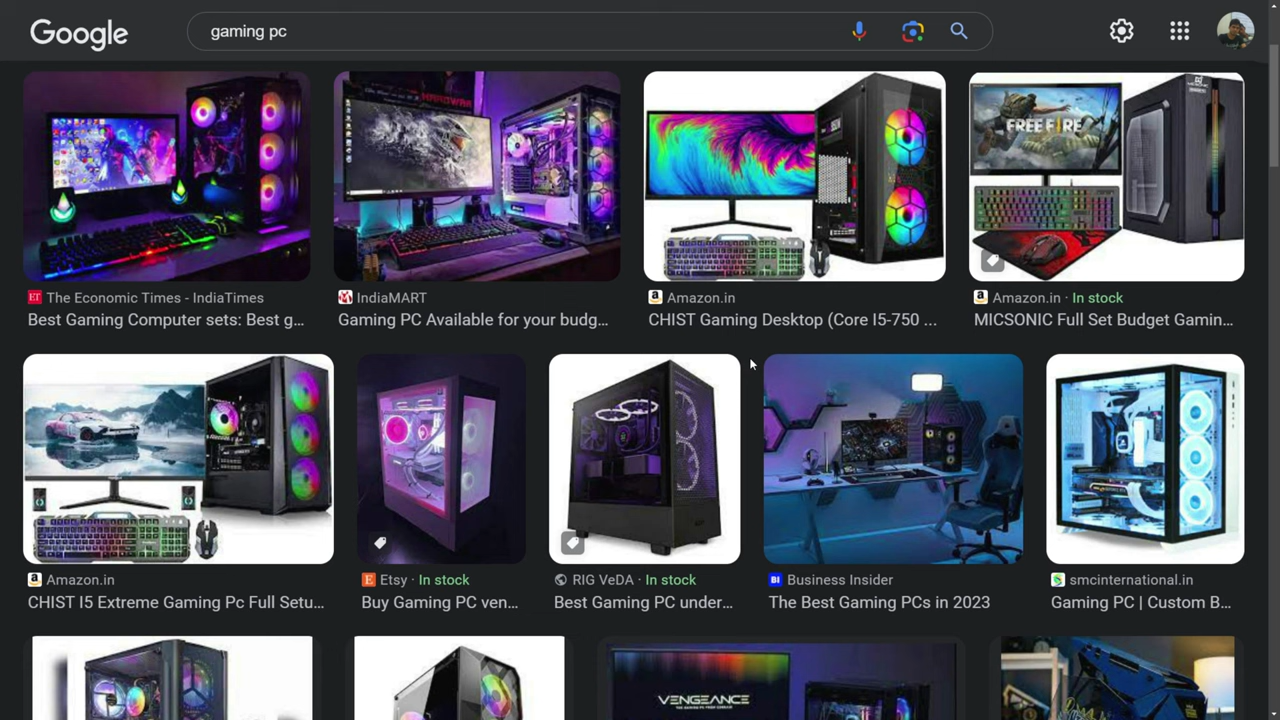 Google
gaming pc
HARDWAR
FREE FIRE
ET The Economic Times - IndiaTimes
Best Gaming Computer sets: Best g...
IndiaMART
Gaming PC Available for your budg...
Amazon.in
CHIST Gaming Desktop (Core I5-750 ...
Amazon.in · In stock
MICSONIC Full Set Budget Gamin...
Amazon.in
CHIST I5 Extreme Gaming Pc Full Setu...
E Etsy · In stock
Buy Gaming PC ven...
RIG VeDA · In stock
Best Gaming PC under...
BI Business Insider
The Best Gaming PCs in 2023
smcinternational.in
Gaming PC | Custom B...
VENGEANCE